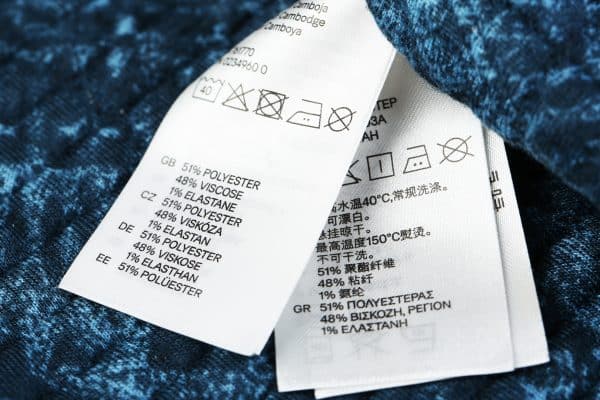 Camboja
Cambodge
Camboya
0234960 0
40
GB 51% POLYESTER
48% VISCOSE
1% ELASTANE
CZ 51% POLYESTER
48% VISKÓZA
1% ELASTAN
DE 51% POLYESTER
48% VISKOSE
1% ELASTHAN
EE 51% POLÜESTER
水温40°C,常规洗涤。
可漂白。
悬挂晾干。
最高温度150°C熨烫。
不可干洗。
51% 聚酯纤维
48% 粘纤
1% 氨纶
GR 51% ΠΟΛΥΕΣΤΕΡΑΣ
48% ΒΙΣΚΟΖΗ, ΡΕΓΙΟΝ
1% ΕΛΑΣΤΑΝΗ